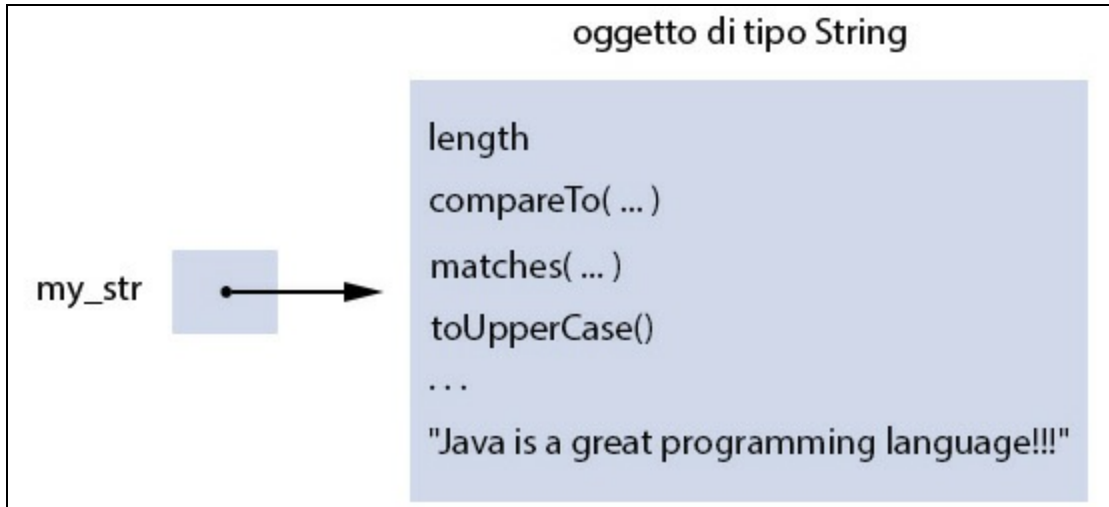 oggetto di tipo String
length
compareTo( ... )
matches( ... )
my_str
toUpperCase()
. . .
"Java is a great programming language!!!"